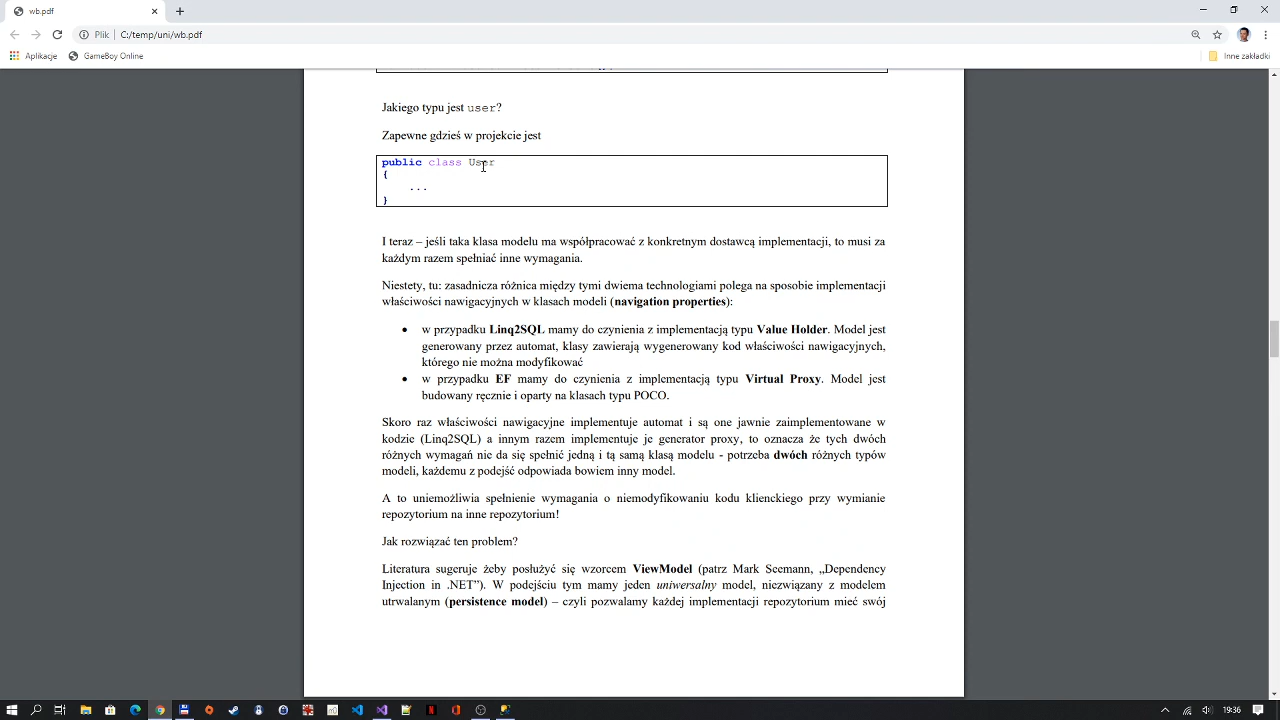 wb.pdf
Plik
C:/temp/uni/wb.pdf
Aplikacje
GameBoy Online
Inne zakładki
Jakiego typu jest user?
Zapewne gdzieś w projekcie jest
public class User
{
...
}
I teraz – jeśli taka klasa modelu ma współpracować z konkretnym dostawcą implementacji, to musi za
każdym razem spełniać inne wymagania.
Niestety, tu: zasadnicza różnica między tymi dwiema technologiami polega na sposobie implementacji
właściwości nawigacyjnych w klasach modeli (navigation properties):
• w przypadku Linq2SQL mamy do czynienia z implementacją typu Value Holder. Model jest
generowany przez automat, klasy zawierają wygenerowany kod właściwości nawigacyjnych,
którego nie można modyfikować
• w przypadku EF mamy do czynienia z implementacją typu Virtual Proxy. Model jest
budowany ręcznie i oparty na klasach typu POCO.
Skoro raz właściwości nawigacyjne implementuje automat i są one jawnie zaimplementowane w
kodzie (Linq2SQL) a innym razem implementuje je generator proxy, to oznacza że tych dwóch
różnych wymagań nie da się spełnić jedną i tą samą klasą modelu - potrzeba dwóch różnych typów
modeli, każdemu z podejść odpowiada bowiem inny model.
A to uniemożliwia spełnienie wymagania o niemodyfikowaniu kodu klienckiego przy wymianie
repozytorium na inne repozytorium!
Jak rozwiązać ten problem?
Literatura sugeruje żeby posłużyć się wzorcem ViewModel (patrz Mark Seemann, „Dependency
Injection in .NET”). W podejściu tym mamy jeden uniwersalny model, niezwiązany z modelem
utrwalanym (persistence model) – czyli pozwalamy każdej implementacji repozytorium mieć swój
19:36